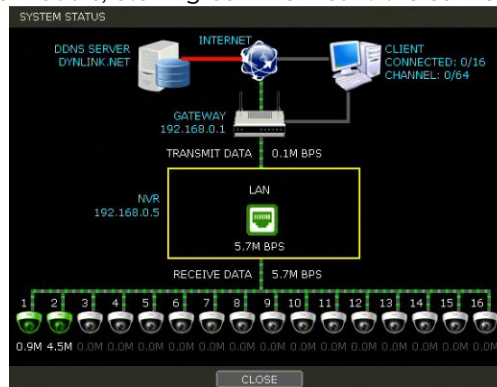 SYSTEM STATUS
DDNS SERVER
DYNLINK.NET
INTERNET
CLIENT
CONNECTED: 0/16
CHANNEL: 0/64
GATEWAY
192.168.0.1
TRANSMIT DATA 0.1M BPS
NVR
192.168.0.5
LAN
5.7M BPS
RECEIVE DATA 5.7M BPS
1 2 3 4 5 6 7 8 9 10 11 12 13 14 15 16
0.9M 4.5M 0.0M 0.0M 0.0M 0.0M 0.0M 0.0M 0.0M 0.0M 0.0M 0.0M 0.0M 0.0M 0.0M 0.0M
CLOSE